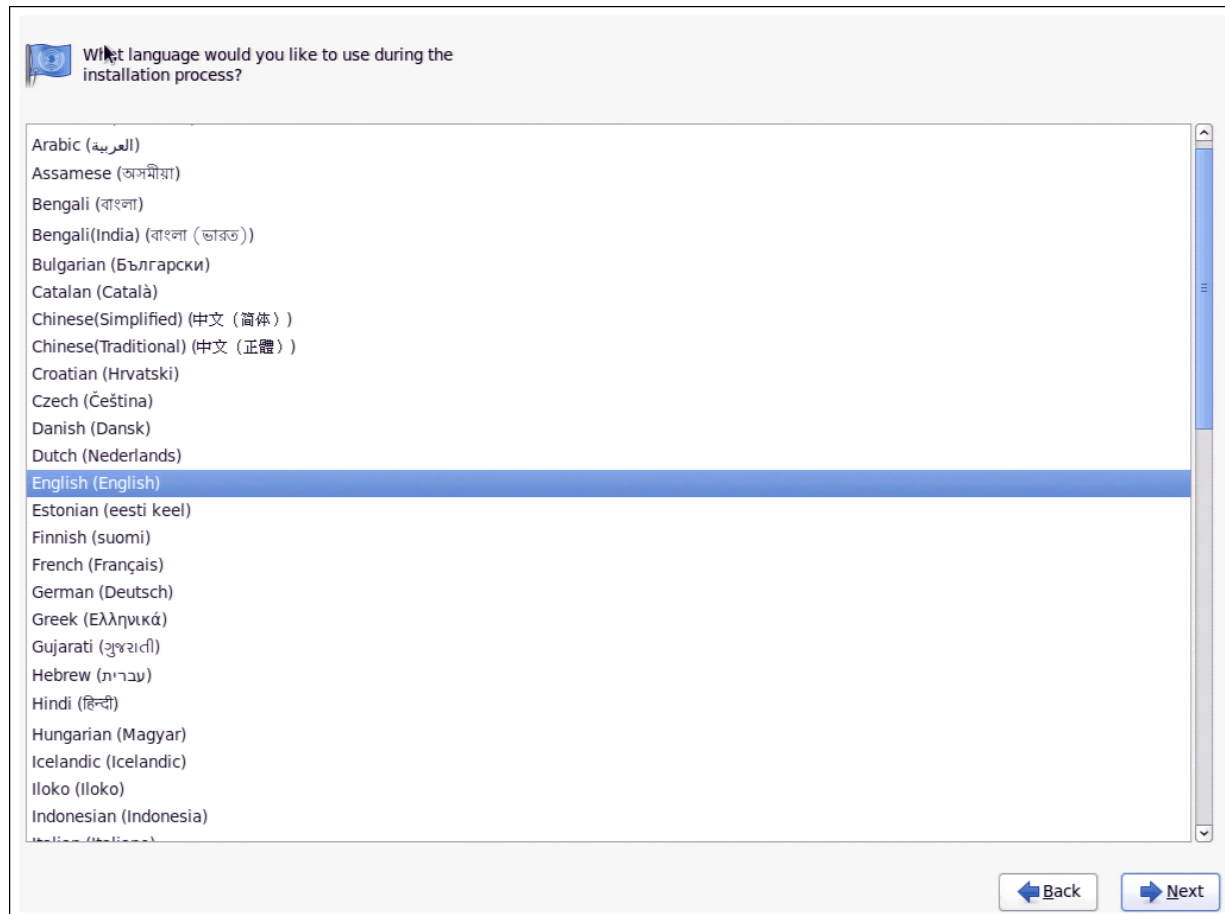 What language would you like to use during the
installation process?
Arabic (العربية)
Assamese (অসমীয়া)
Bengali (বাংলা)
Bengali(India) (বাংলা (ভারত))
Bulgarian (Български)
Catalan (Català)
Chinese(Simplified) (中文（简体）)
Chinese(Traditional) (中文（正體）)
Croatian (Hrvatski)
Czech (Čeština)
Danish (Dansk)
Dutch (Nederlands)
English (English)
Estonian (eesti keel)
Finnish (suomi)
French (Français)
German (Deutsch)
Greek (Ελληνικά)
Gujarati (ગુજરાતી)
Hebrew (עברית)
Hindi (हिन्दी)
Hungarian (Magyar)
Icelandic (Icelandic)
Iloko (Iloko)
Indonesian (Indonesia)
Italian (Italiano)
Back
Next